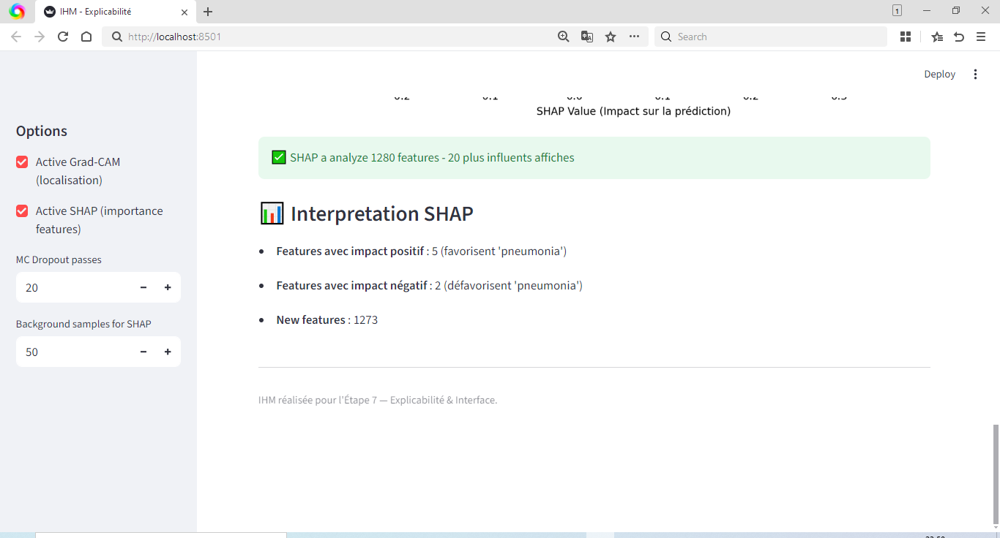 IHM - Explicabilité
1
http://localhost:8501
Search
Deploy
SHAP Value (Impact sur la prédiction)
Options
Active Grad-CAM
(localisation)
Active SHAP (importance
features)
MC Dropout passes
20
Background samples for SHAP
50
SHAP a analyze 1280 features - 20 plus influents affiches
Interpretation SHAP
Features avec impact positif : 5 (favorisent 'pneumonia')
Features avec impact négatif : 2 (défavorisent 'pneumonia')
New features : 1273
IHM réalisée pour l'Étape 7 — Explicabilité & Interface.